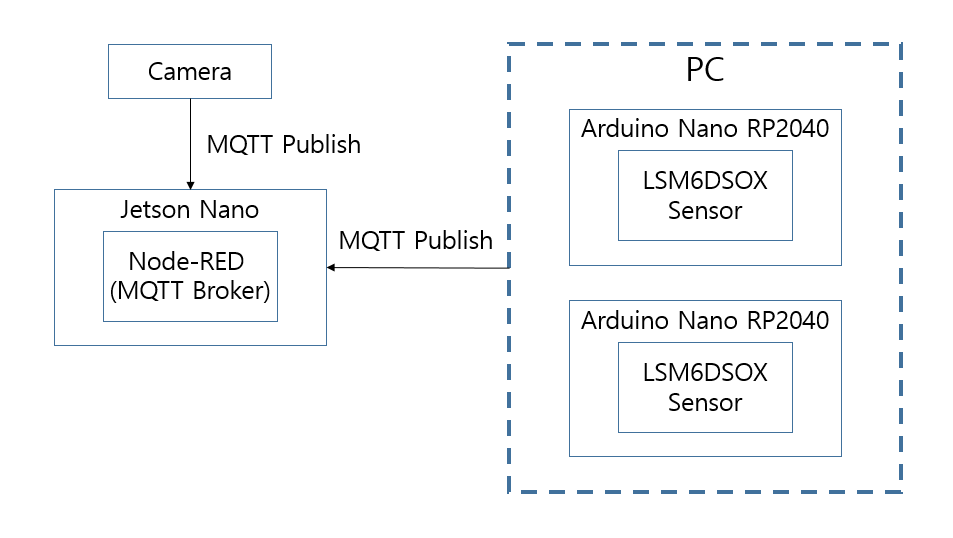 Camera
MQTT Publish
Jetson Nano
Node-RED
(MQTT Broker)
MQTT Publish
PC
Arduino Nano RP2040
LSM6DSOX
Sensor
Arduino Nano RP2040
LSM6DSOX
Sensor